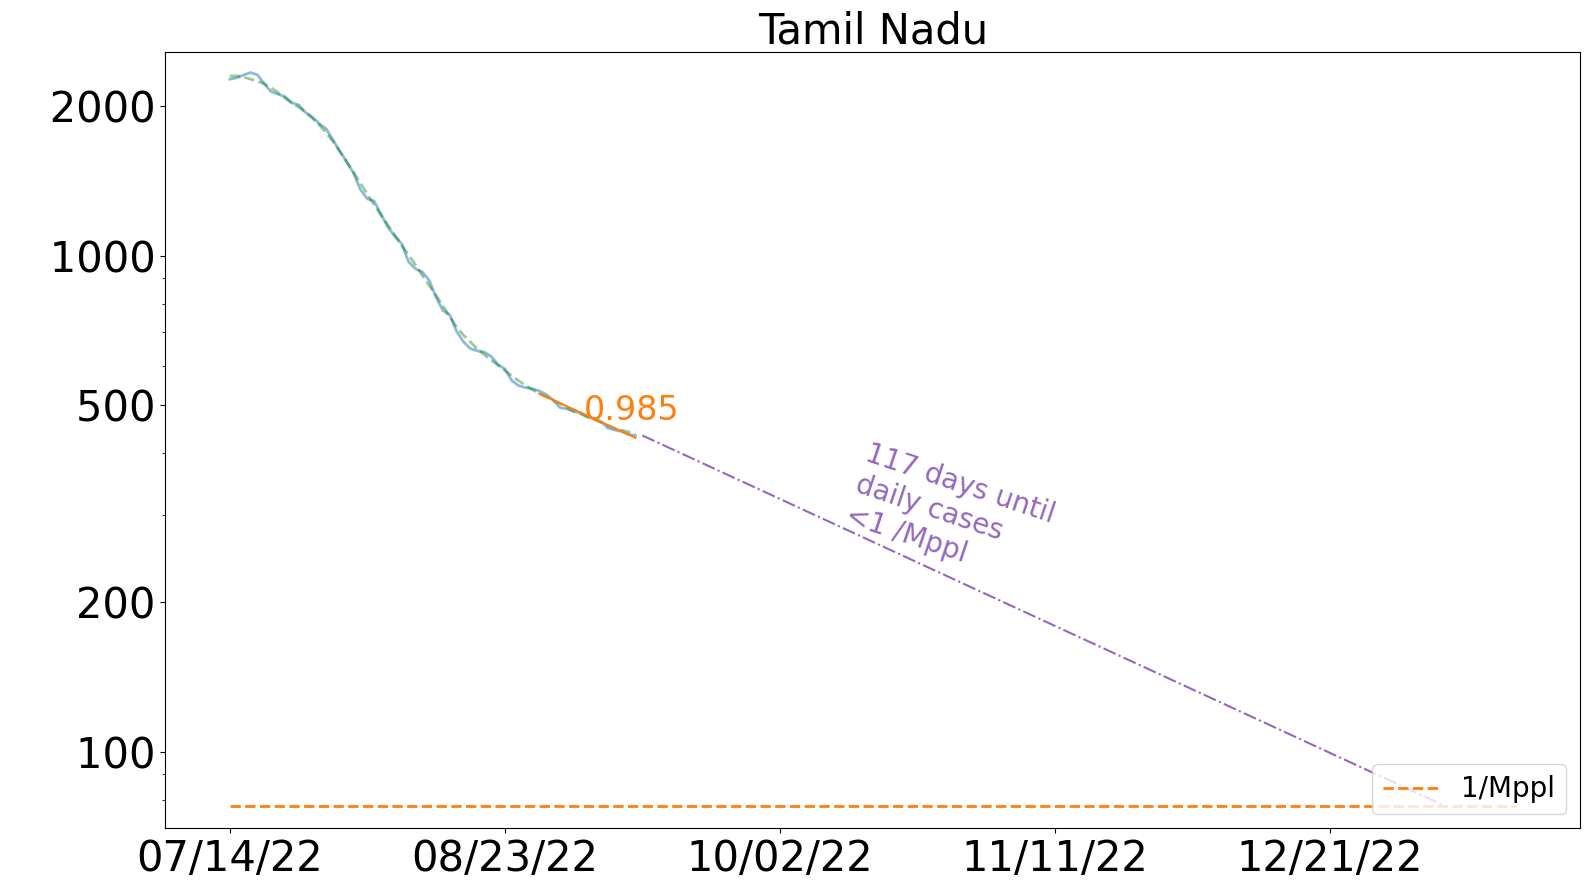 Tamil Nadu
2000
1000
500
200
100
0.985
117 days until
daily cases
<1 /Mppl
1/Mppl
07/14/22
08/23/22
10/02/22
11/11/22
12/21/22